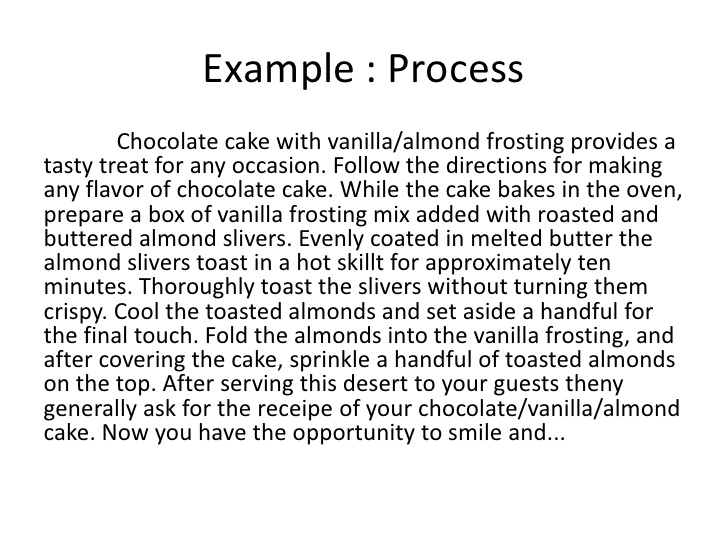 Example : Process
Chocolate cake with vanilla/almond frosting provides a
tasty treat for any occasion. Follow the directions for making
any flavor of chocolate cake. While the cake bakes in the oven,
prepare a box of vanilla frosting mix added with roasted and
buttered almond slivers. Evenly coated in melted butter the
almond slivers toast in a hot skillt for approximately ten
minutes. Thoroughly toast the slivers without turning them
crispy. Cool the toasted almonds and set aside a handful for
the final touch. Fold the almonds into the vanilla frosting, and
after covering the cake, sprinkle a handful of toasted almonds
on the top. After serving this desert to your guests theny
generally ask for the receipe of your chocolate/vanilla/almond
cake. Now you have the opportunity to smile and...